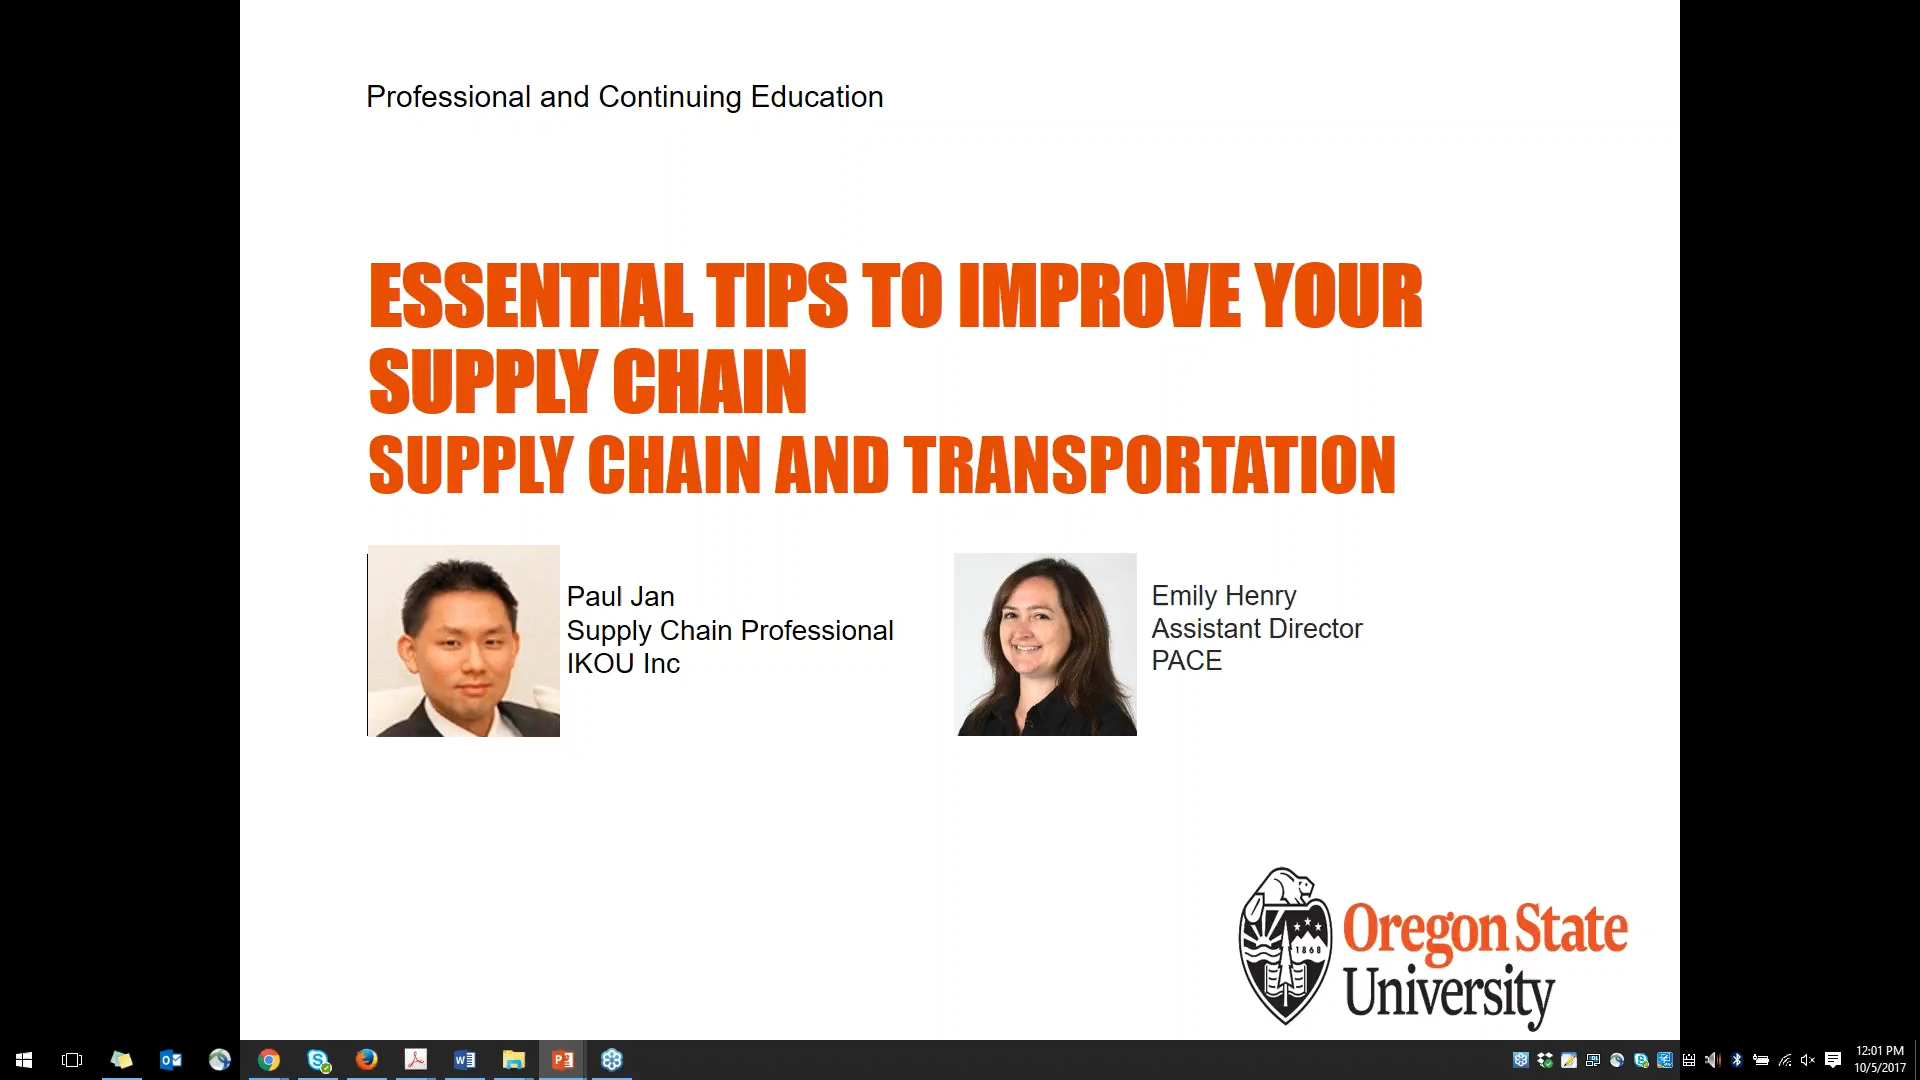 Professional and Continuing Education
ESSENTIAL TIPS TO IMPROVE YOUR
SUPPLY CHAIN
SUPPLY CHAIN AND TRANSPORTATION
Paul Jan
Supply Chain Professional
IKOU Inc
Emily Henry
Assistant Director
PACE
1868
Oregon State
University
12:01 PM
10/5/2017